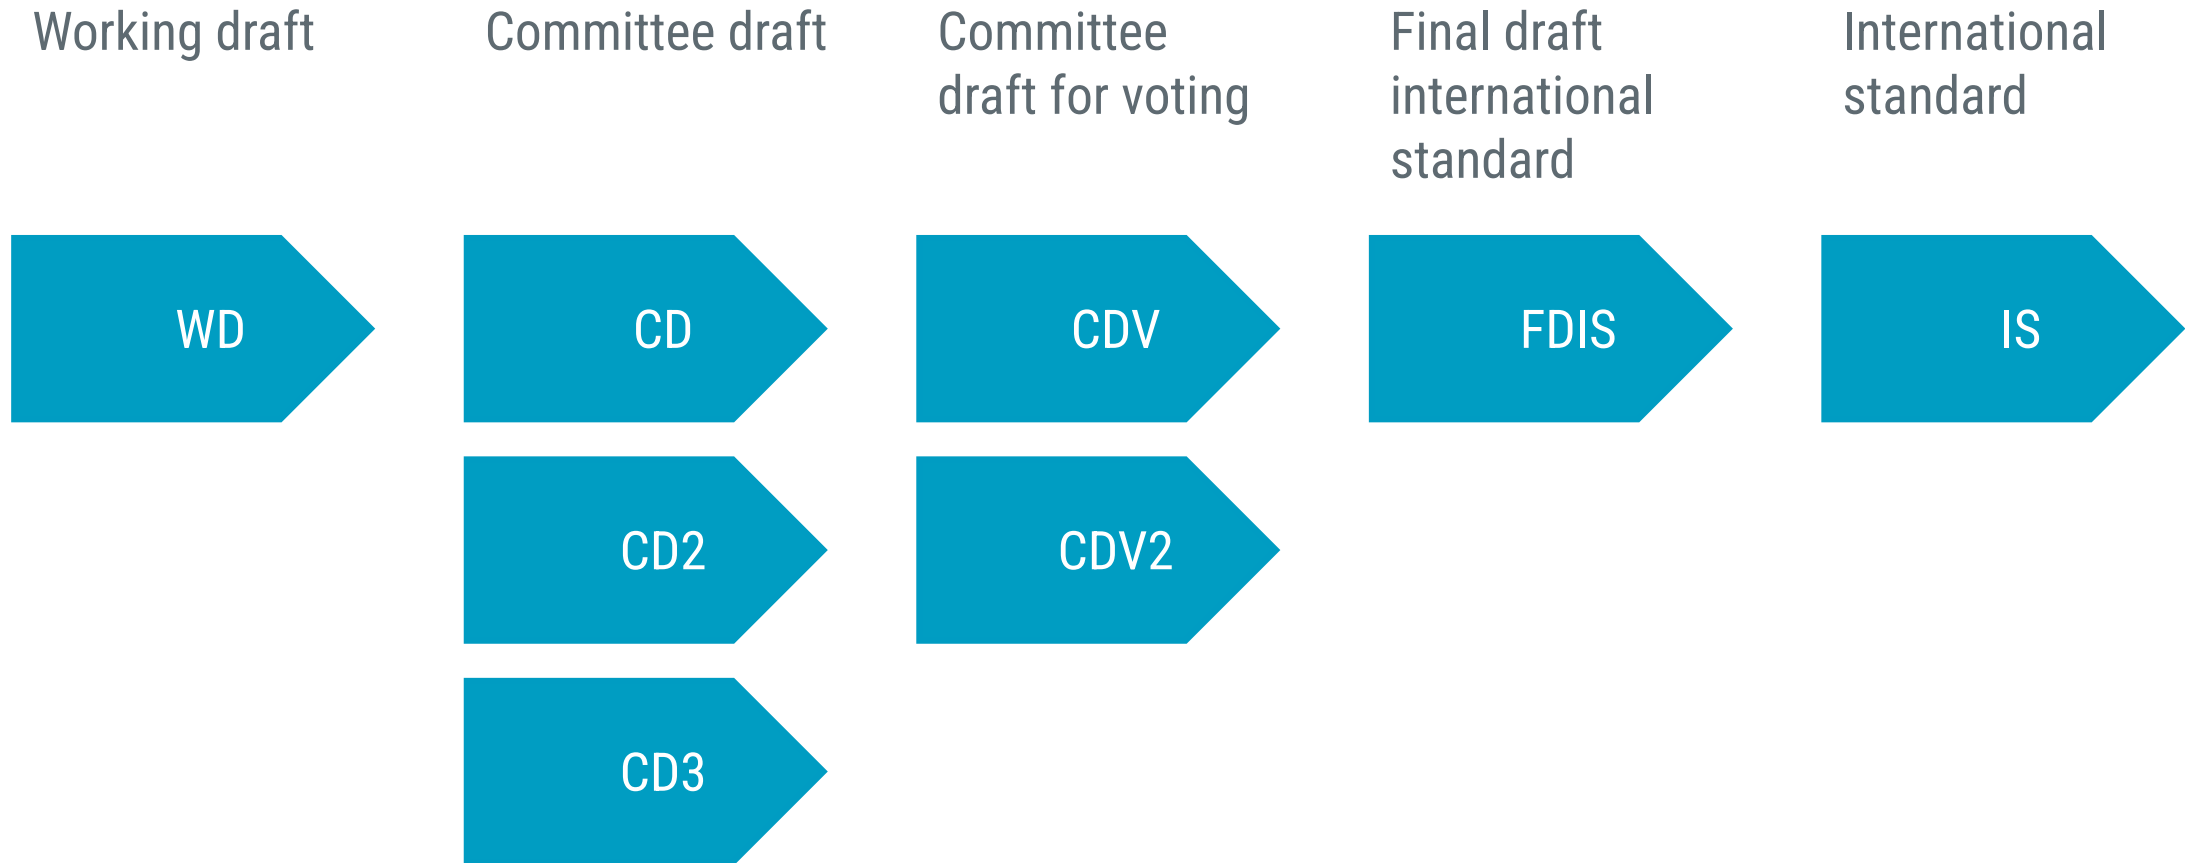 Working draft
Committee draft
Committee
draft for voting
Final draft
international
standard
International
standard
WD
CD
CDV
FDIS
IS
CD2
CDV2
CD3